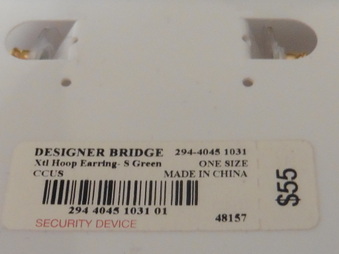 DESIGNER BRIDGE 294-4045 1031
Xtl Hoop Earring- S Green ONE SIZE
CCUS MADE IN CHINA
294 4045 1031 01
48157
SECURITY DEVICE
$55